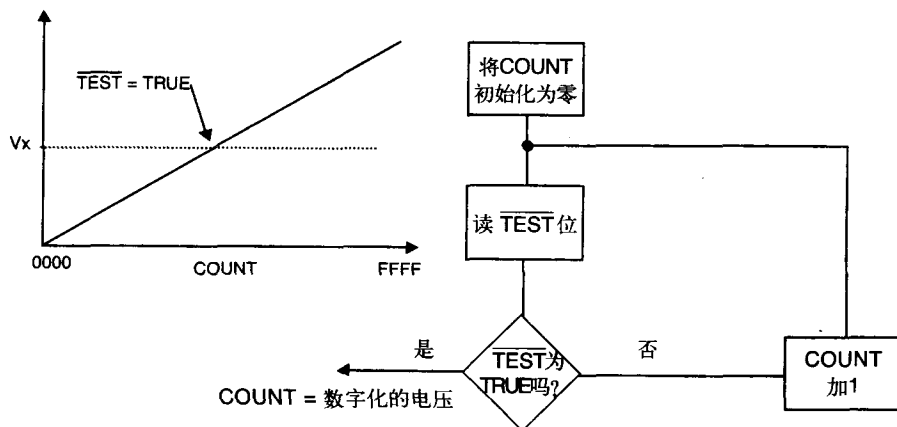 TEST = TRUE
Vx
0000
COUNT
FFFF
将COUNT
初始化为零
读 TEST 位
TEST为
TRUE吗?
是
否
COUNT
加1
COUNT = 数字化的电压